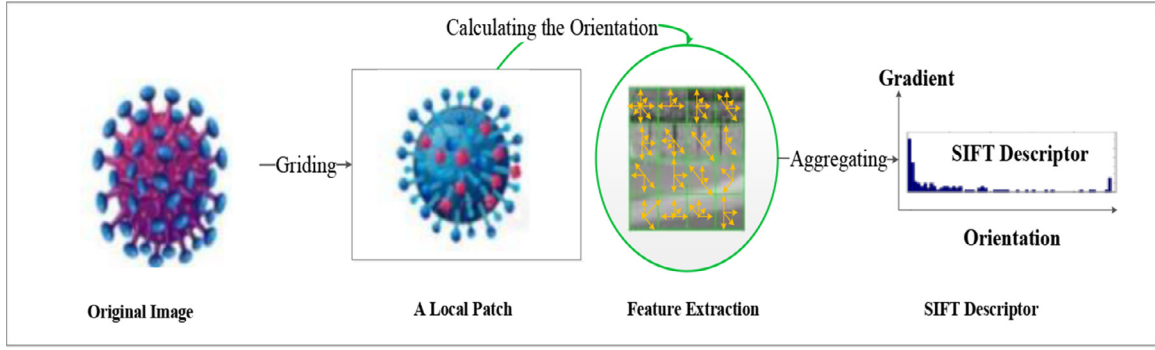 Calculating the Orientation
Griding
Aggregating
Gradient
SIFT Descriptor
Orientation
Original Image
A Local Patch
Feature Extraction
SIFT Descriptor